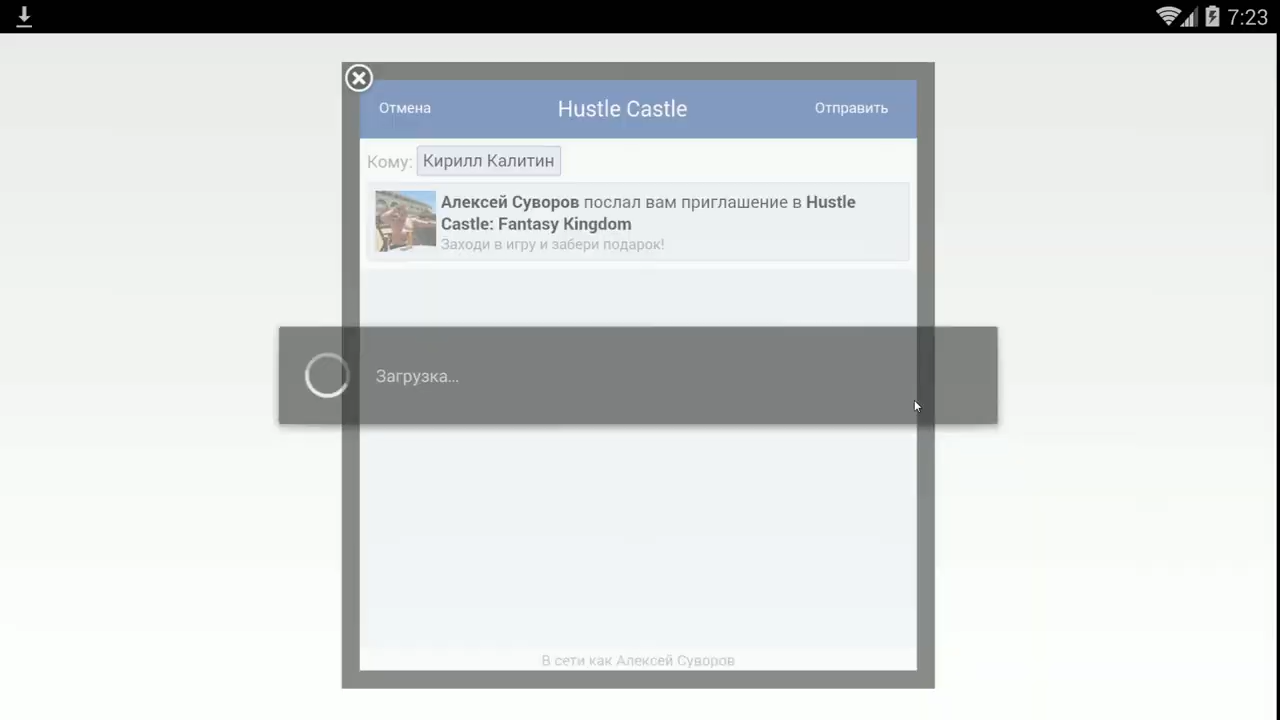 7:23
Отмена Hustle Castle Отправить
Кому: Кирилл Калитин
Алексей Суворов послал вам приглашение в Hustle
Castle: Fantasy Kingdom
Заходи в игру и забери подарок!
Загрузка...
В сети как Алексей Суворов